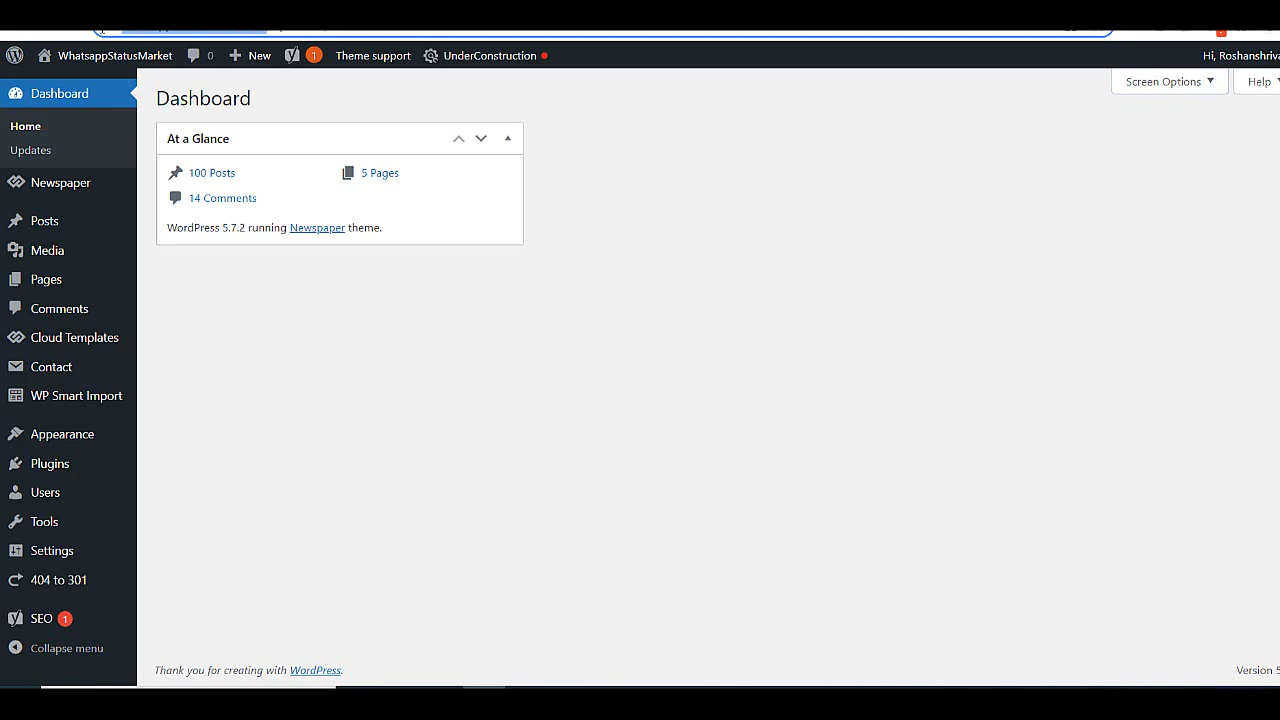 WhatsappStatusMarket 0 New 1 Theme support UnderConstruction Hi, Roshanshriva
Screen Options Help
Dashboard
Home
Updates
Newspaper
Posts
Media
Pages
Comments
Cloud Templates
Contact
WP Smart Import
Appearance
Plugins
Users
Tools
Settings
404 to 301
SEO 1
Collapse menu
Dashboard
At a Glance
100 Posts 5 Pages
14 Comments
WordPress 5.7.2 running Newspaper theme.
Thank you for creating with WordPress. Version 5